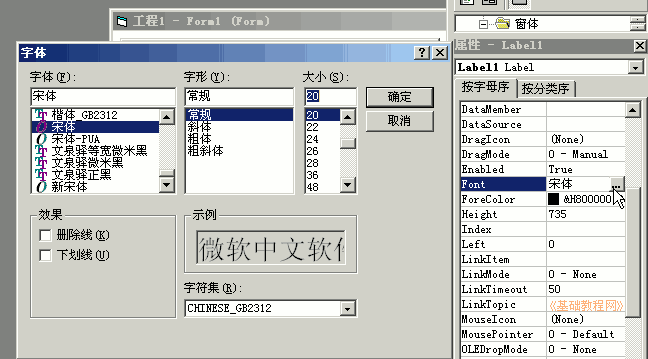 工程1 - Form1 (Form)
窗体
字体
字体(F):
宋体
楷体_GB2312
宋体
宋体-PUA
文泉驿等宽微米黑
文泉驿微米黑
文泉驿正黑
新宋体
字形(Y):
常规
常规
斜体
粗体
粗斜体
大小(S):
20
20
22
24
26
28
36
48
确定
取消
效果
删除线(K)
下划线(U)
示例
微软中文软件
字符集(R):
CHINESE_GB2312
属性 - Label1
Label1 Label
按字母序 按分类序
DataMember
DataSource
DragIcon (None)
DragMode 0 - Manual
Enabled True
Font 宋体 ...
ForeColor &H800000
Height 735
Index
Left 0
LinkItem
LinkMode 0 - None
LinkTimeout 50
LinkTopic 《基础教程网》
MouseIcon (None)
MousePointer 0 - Default
OLEDropMode 0 - None